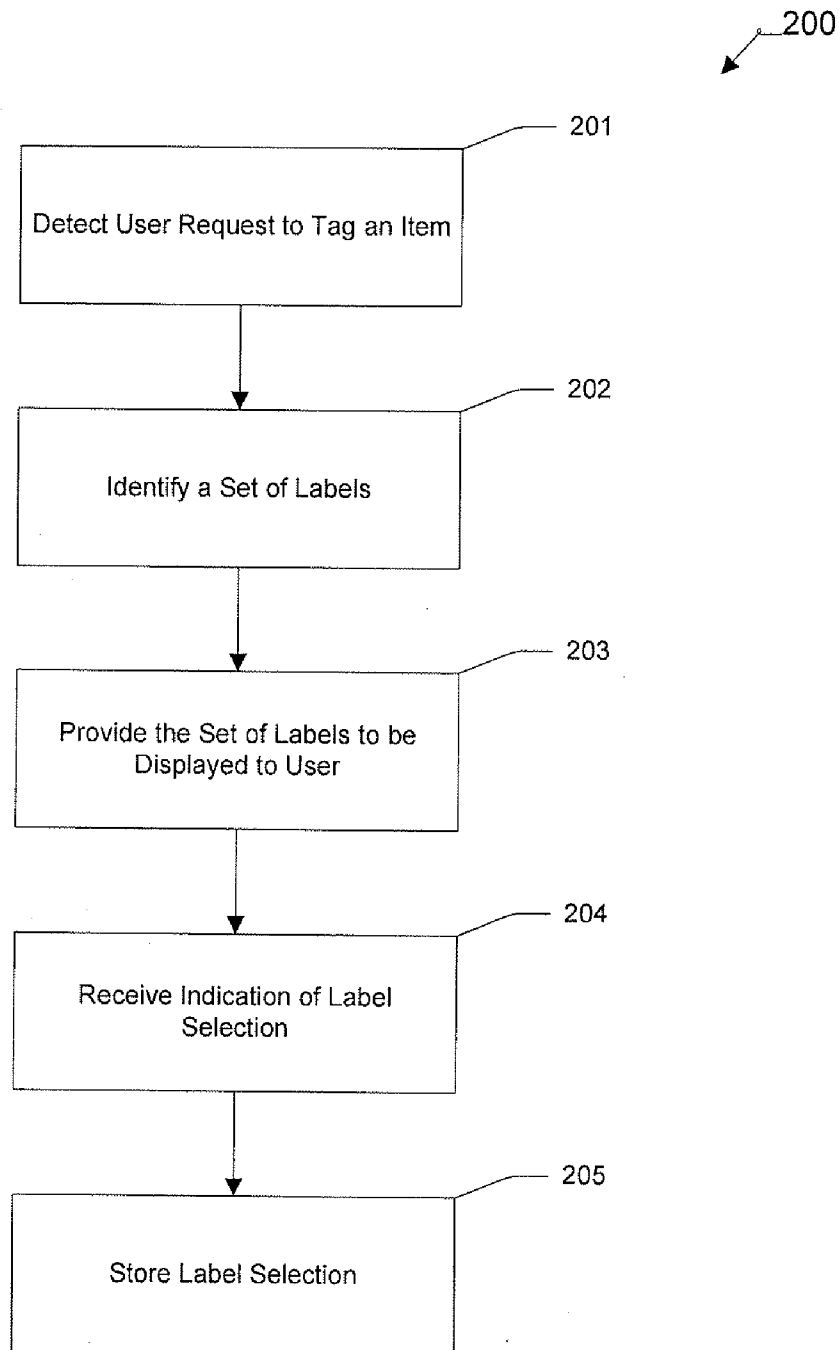 200
201
Detect User Request to Tag an Item
202
Identify a Set of Labels
203
Provide the Set of Labels to be
Displayed to User
204
Receive Indication of Label
Selection
205
Store Label Selection